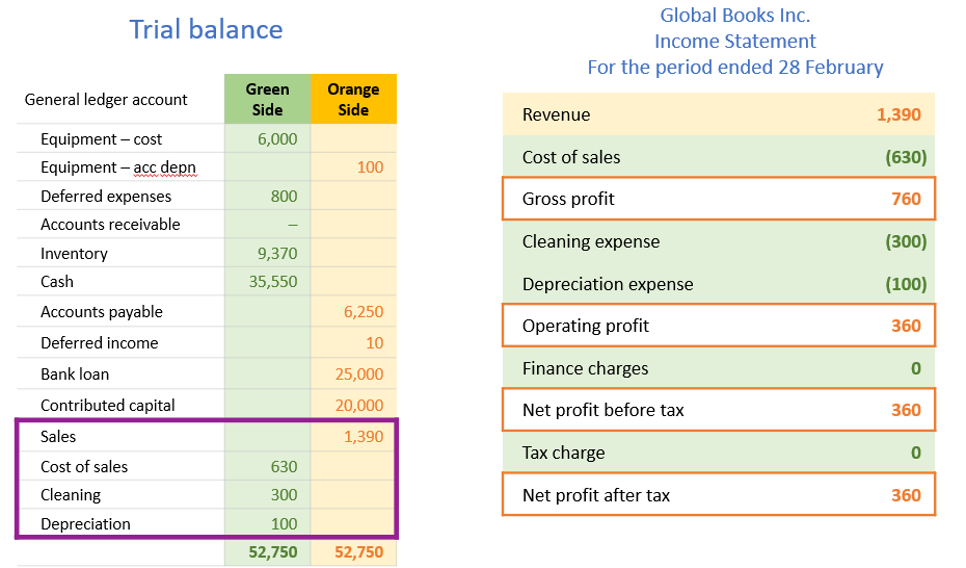 Trial balance
General ledger account Green Side Orange Side
Equipment – cost 6,000
Equipment – acc depn 100
Deferred expenses 800
Accounts receivable –
Inventory 9,370
Cash 35,550
Accounts payable 6,250
Deferred income 10
Bank loan 25,000
Contributed capital 20,000
Sales 1,390
Cost of sales 630
Cleaning 300
Depreciation 100
52,750 52,750
Global Books Inc.
Income Statement
For the period ended 28 February
Revenue 1,390
Cost of sales (630)
Gross profit 760
Cleaning expense (300)
Depreciation expense (100)
Operating profit 360
Finance charges 0
Net profit before tax 360
Tax charge 0
Net profit after tax 360